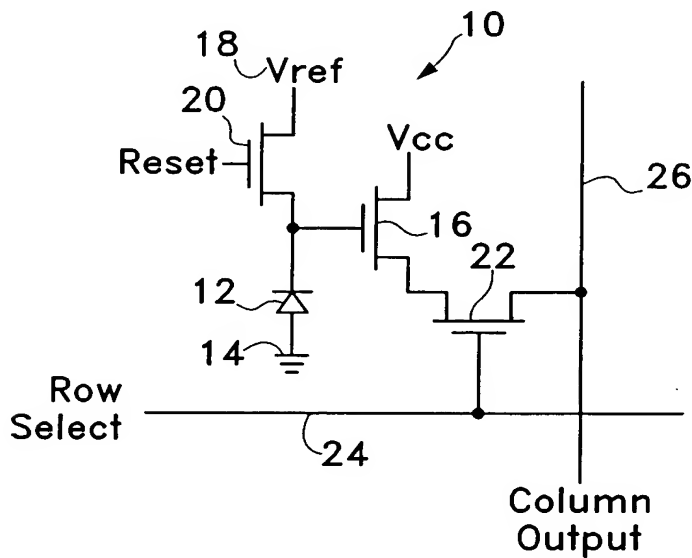 10
18 Vref
20
Reset
Vcc
26
16
22
12
14
Row
Select
24
Column
Output